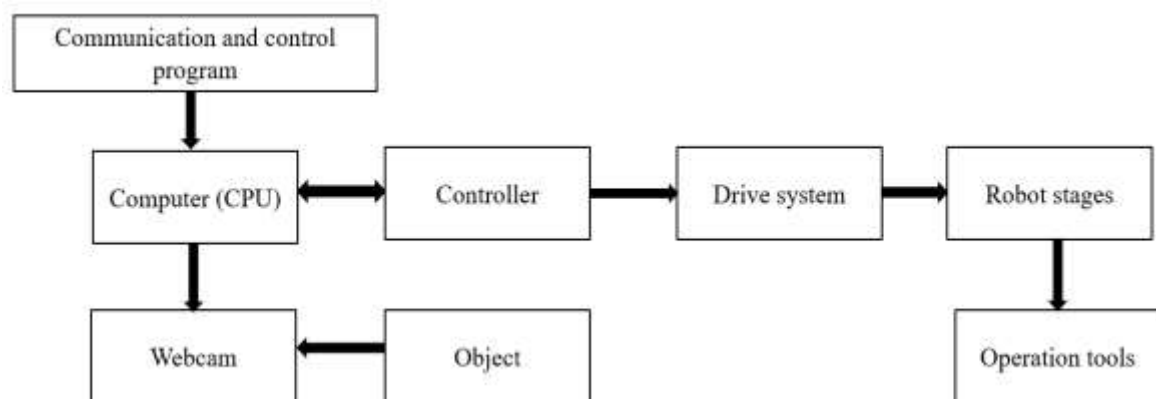 Communication and control
program
Computer (CPU)
Controller
Drive system
Robot stages
Webcam
Object
Operation tools